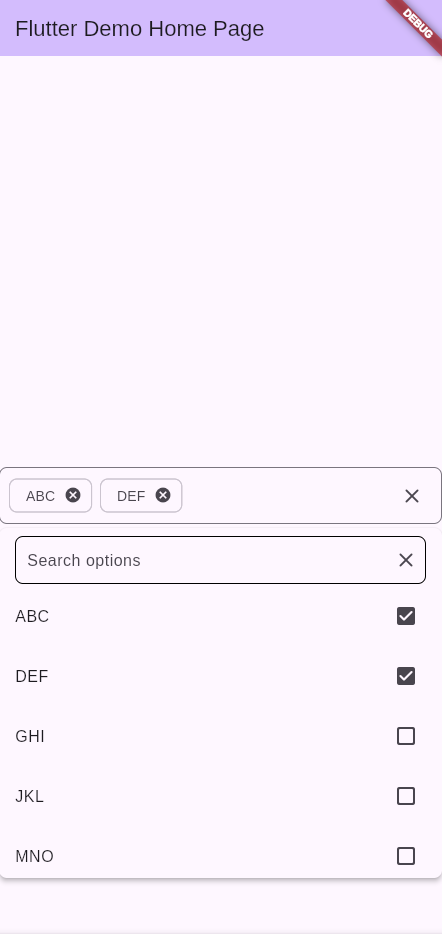 Flutter Demo Home Page
DEBUG
ABC
DEF
Search options
ABC
DEF
GHI
JKL
MNO